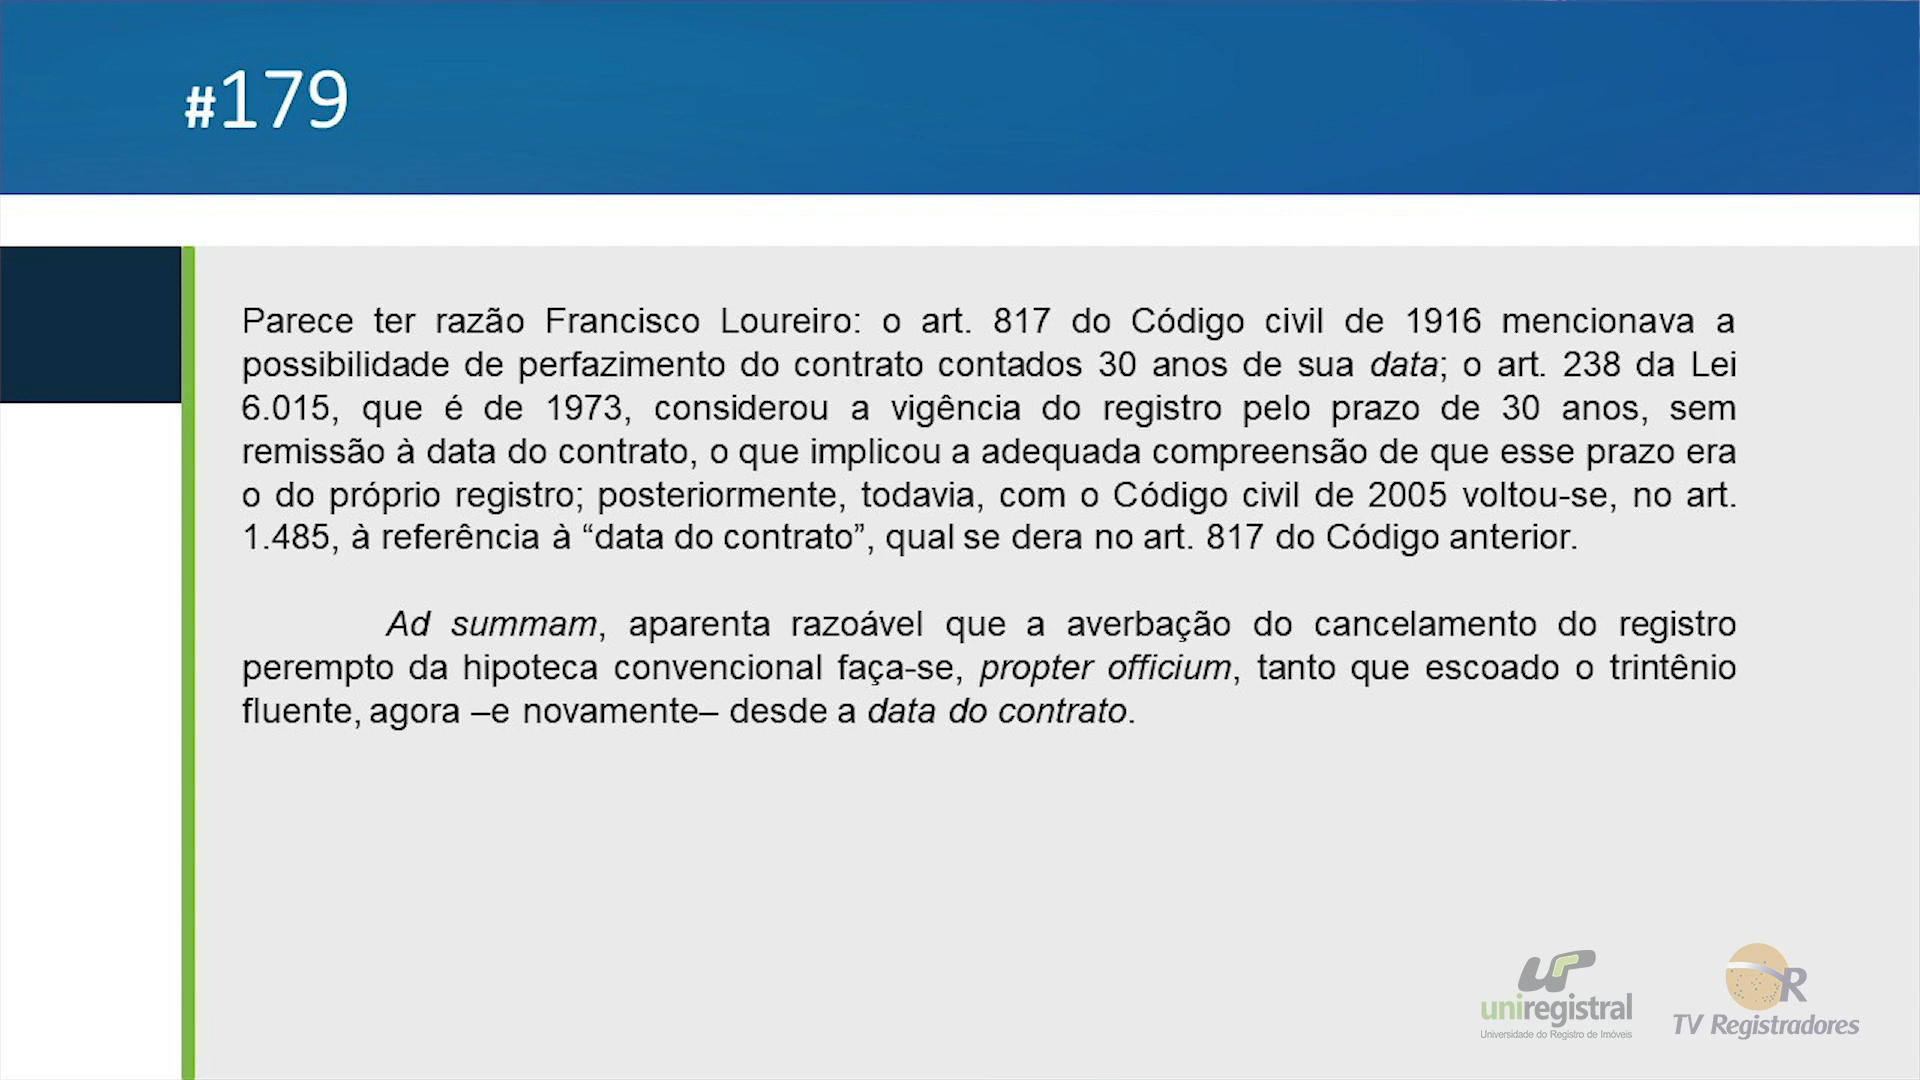 #179
Parece ter razão Francisco Loureiro: o art. 817 do Código civil de 1916 mencionava a
possibilidade de perfazimento do contrato contados 30 anos de sua data; o art. 238 da Lei
6.015, que é de 1973, considerou a vigência do registro pelo prazo de 30 anos, sem
remissão à data do contrato, o que implicou a adequada compreensão de que esse prazo era
o do próprio registro; posteriormente, todavia, com o Código civil de 2005 voltou-se, no art.
1.485, à referência à “data do contrato”, qual se dera no art. 817 do Código anterior.
Ad summam, aparenta razoável que a averbação do cancelamento do registro
perempto da hipoteca convencional faça-se, propter officium, tanto que escoado o trintênio
fluente, agora –e novamente– desde a data do contrato.
uniregistral
Universidade do Registro de Imóveis
R
TV Registradores